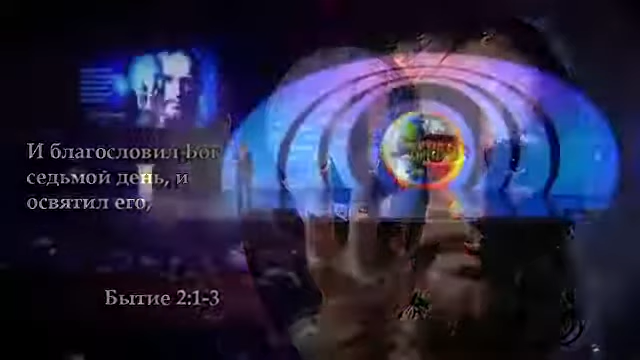 И благословил Бог
седьмой день, и
освятил его,
Бытие 2:1-3